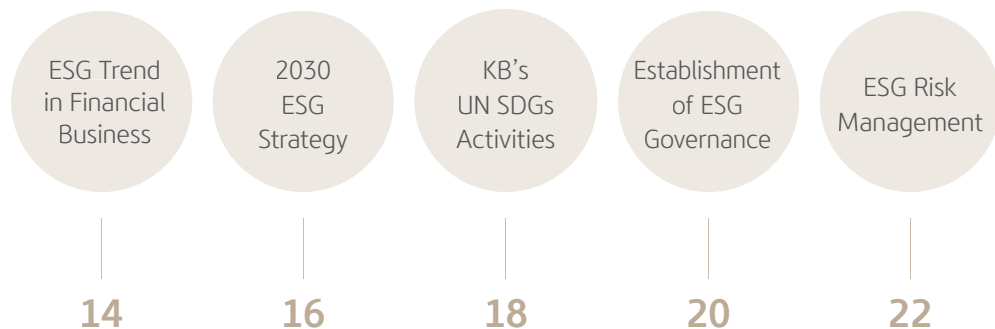 ESG Trend
in Financial
Business
2030
ESG
Strategy
KB’s
UN SDGs
Activities
Establishment
of ESG
Governance
ESG Risk
Management
14
16
18
20
22